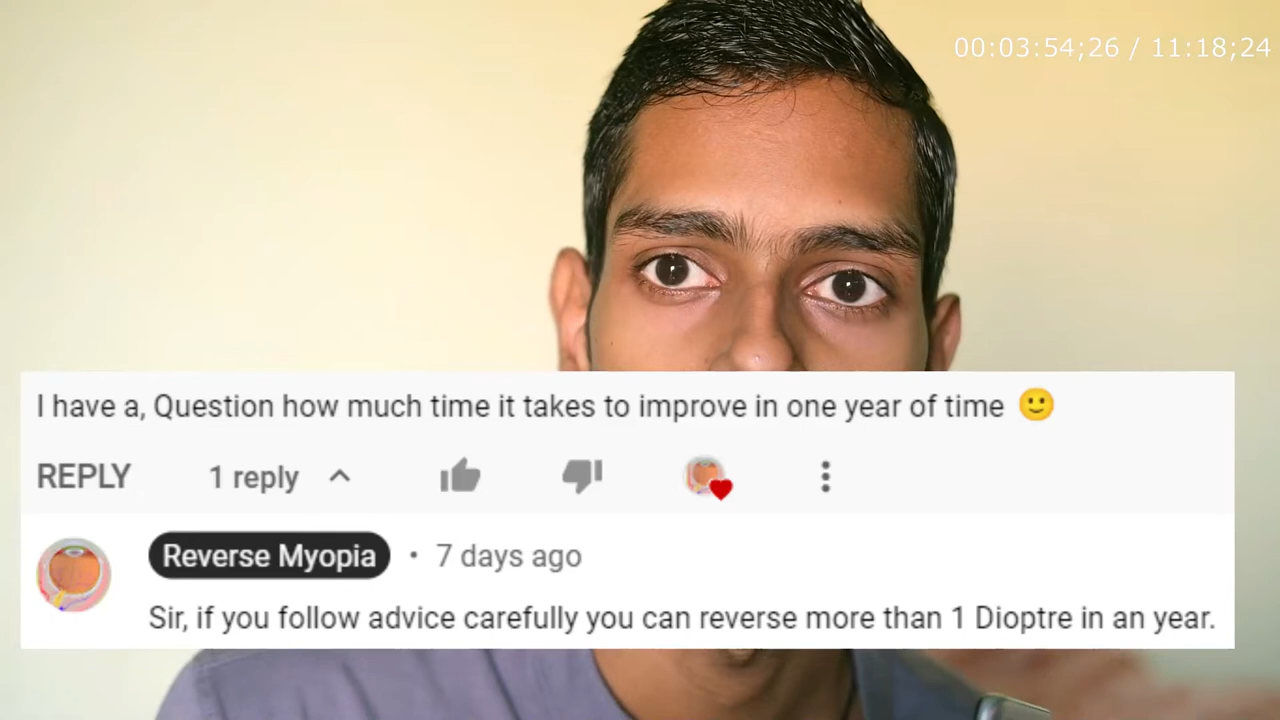 00:03:54;26 / 11:18;24
I have a, Question how much time it takes to improve in one year of time 🙂
REPLY 1 reply
Reverse Myopia • 7 days ago
Sir, if you follow advice carefully you can reverse more than 1 Dioptre in an year.